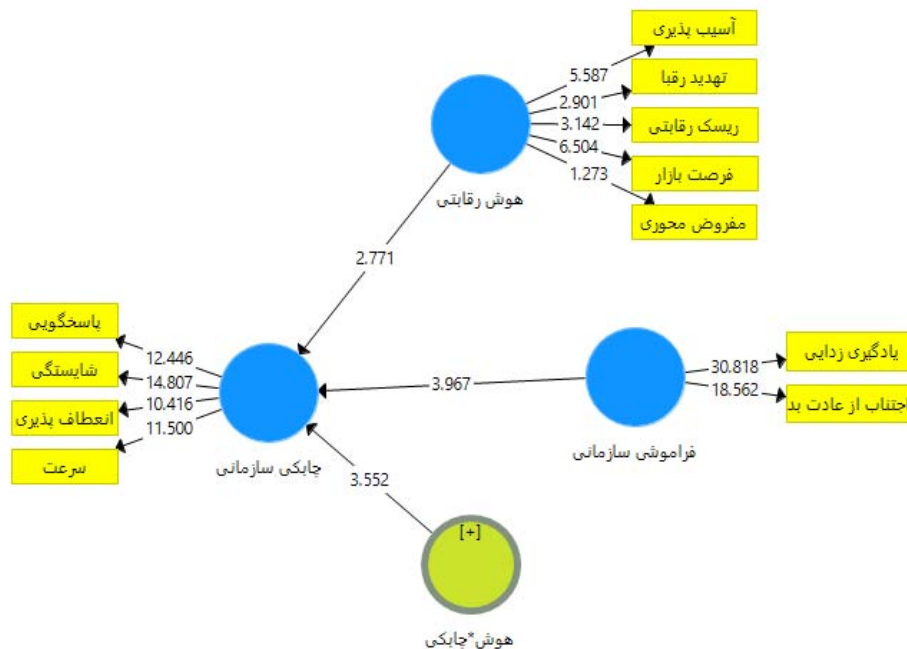 آسیب پذیری
5.587
تهدید رقبا
2.901
ریسک رقابتی
3.142
6.504
فرصت بازار
1.273
مفروض محوری
هوش رقابتی
2.771
پاسخگویی
12.446
شایستگی
14.807
انعطاف پذیری
10.416
11.500
سرعت
چابکی سازمانی
3.967
یادگیری زدایی
30.818
18.562
اجتناب از عادت بد
فراموشی سازمانی
3.552
[+]
هوش*چابکی